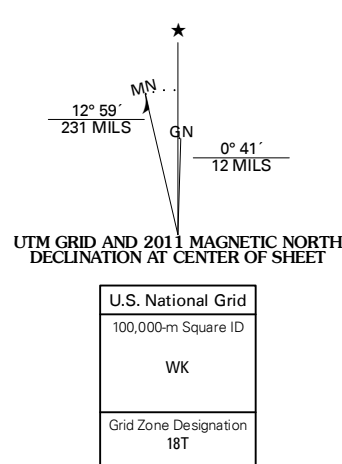 ★
MN
12° 59´
231 MILS
GN
0° 41´
12 MILS
UTM GRID AND 2011 MAGNETIC NORTH
DECLINATION AT CENTER OF SHEET
U.S. National Grid
100,000-m Square ID
WK
Grid Zone Designation
18T